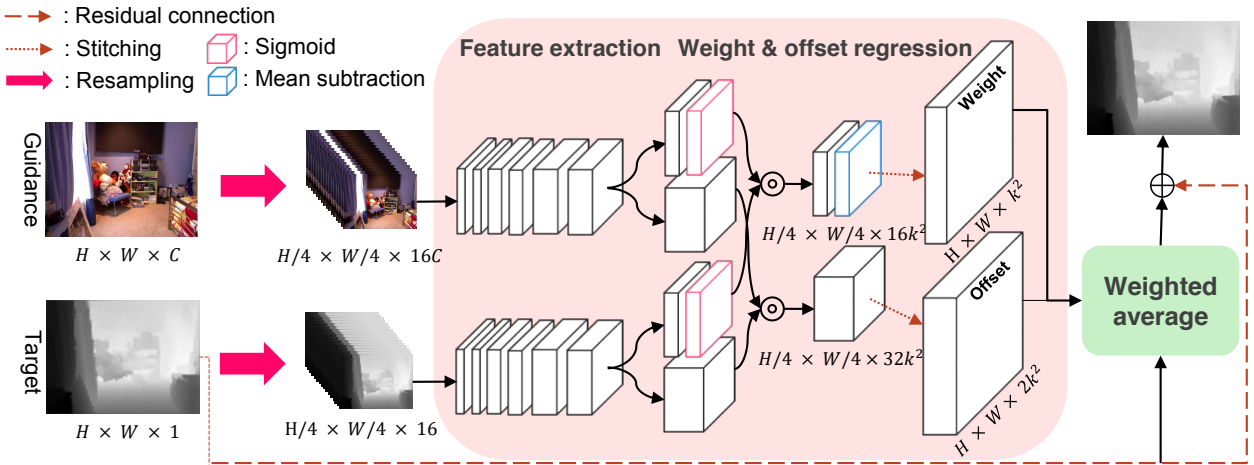 : Residual connection
: Stitching
: Sigmoid
: Resampling
: Mean subtraction
Feature extraction
Weight & offset regression
Guidance
H × W × C
H/4 × W/4 × 16C
H/4 × W/4 × 16k²
Weight
H × W × k²
Target
H × W × 1
H/4 × W/4 × 16
H/4 × W/4 × 32k²
Offset
H × W × 2k²
Weighted
average